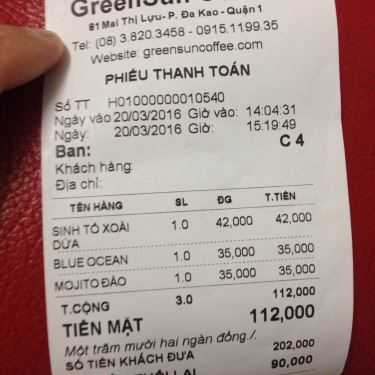 GreenSun
81 Mai Thị Lựu- P. Đa Kao - Quận 1
Tel: (08) 3.820.3458 - 0915.1199.35
Website: greensuncoffee.com
PHIẾU THANH TOÁN
Số TT H01000000010540
Ngày vào 20/03/2016 Giờ vào: 14:04:31
Ngày: 20/03/2016 Giờ: 15:19:49
Ban: C 4
Khách hàng:
Địa chỉ:
TÊN HÀNG SL ĐG T.TIÊN
SINH TỐ XOÀI DỪA 1.0 42,000 42,000
BLUE OCEAN 1.0 35,000 35,000
MOJITO ĐÀO 1.0 35,000 35,000
T.CỘNG 3.0 112,000
TIỀN MẶT 112,000
Một trăm mười hai ngàn đồng./.
SỐ TIỀN KHÁCH ĐƯA 202,000
90,000